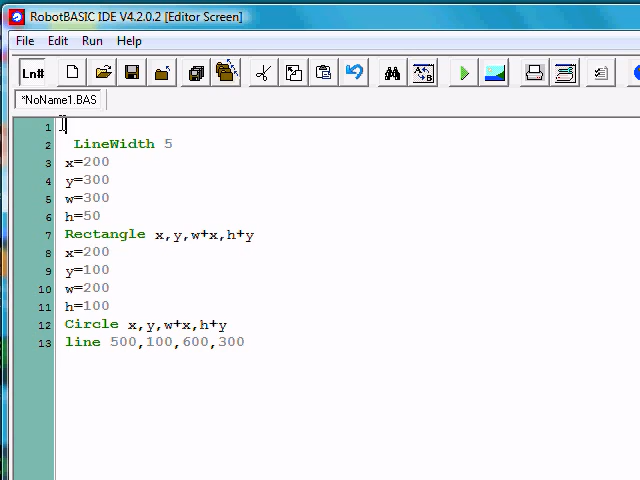 RobotBASIC IDE V4.2.0.2 [Editor Screen]
File Edit Run Help
Ln#
*NoName1.BAS
1
2 LineWidth 5
3 x=200
4 y=300
5 w=300
6 h=50
7 Rectangle x,y,w+x,h+y
8 x=200
9 y=100
10 w=200
11 h=100
12 Circle x,y,w+x,h+y
13 line 500,100,600,300